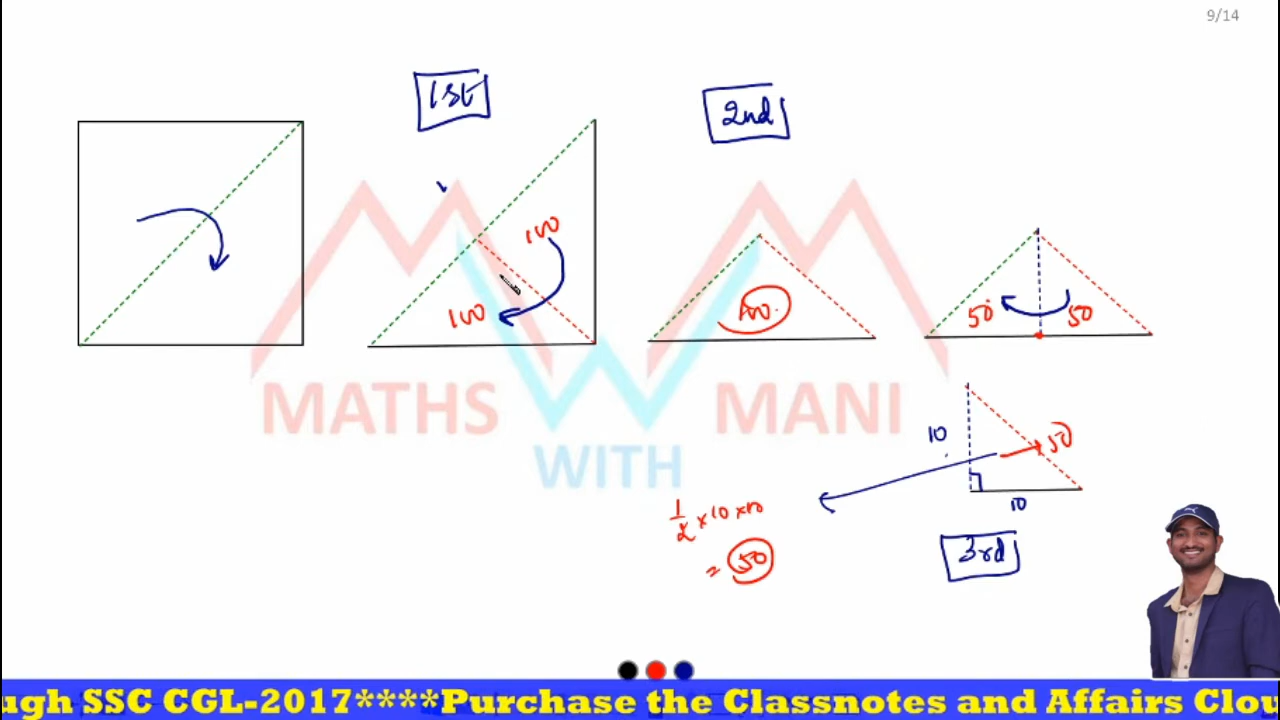 9/14
1st
2nd
100
100
100
50
50
MATHS MANI
WITH
10
50
10
1/2 × 10 × 10
= 50
3rd
ugh SSC CGL-2017****Purchase the Classnotes and Affairs Clou